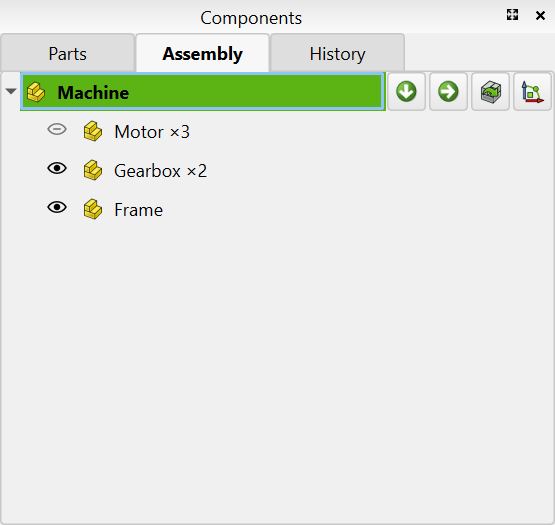 Components
Parts Assembly History
Machine
Motor ×3
Gearbox ×2
Frame